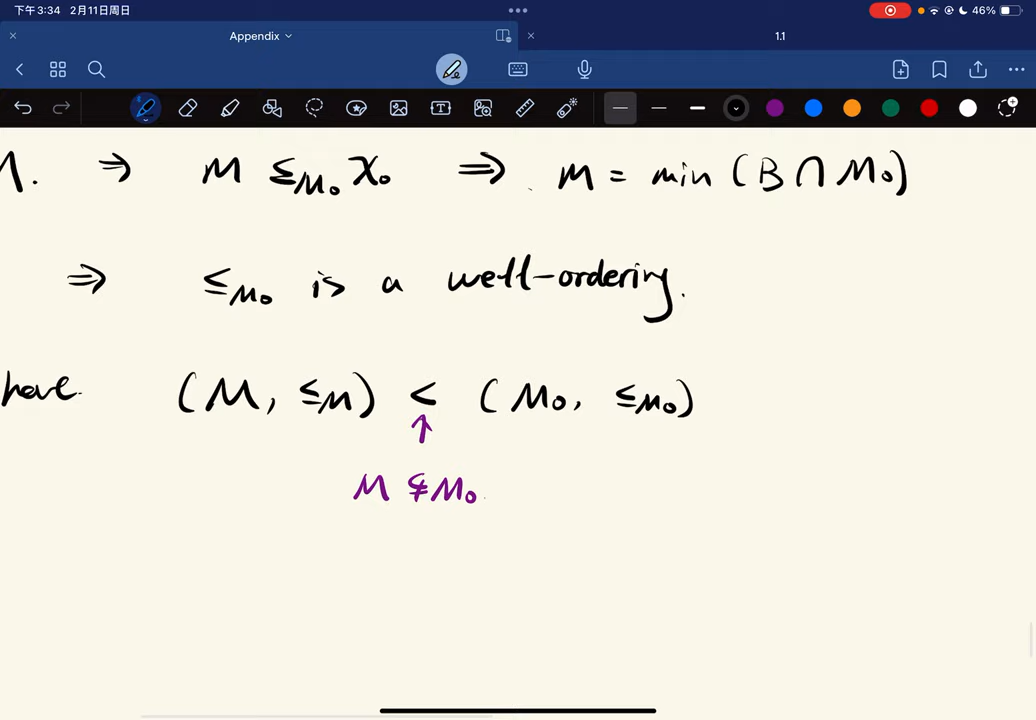 下午3:34 2月11日周日 46%
Appendix 1.1
M. ⇒ M ≤_{M₀} x₀ ⇒ m = min (B ∩ M₀)
⇒ ≤_{M₀} is a well-ordering.
have (M, ≤_M) < (M₀, ≤_{M₀})
↑
M ⊊ M₀